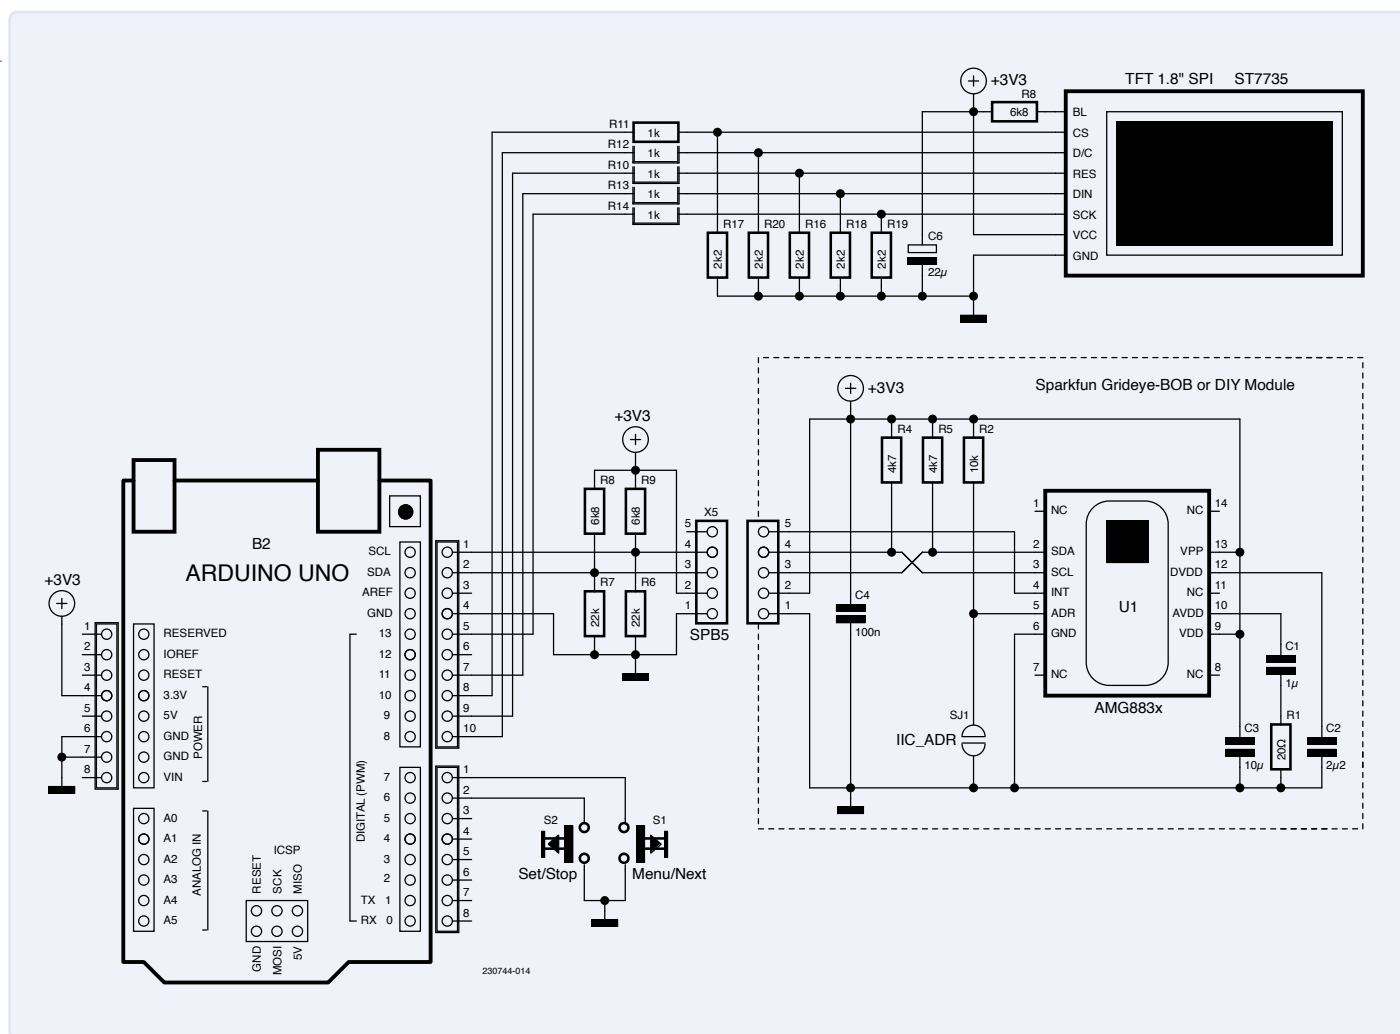 +3V3
TFT 1.8" SPI ST7735
R8
6k8
BL
R11
1k
CS
R12
1k
D/C
R10
1k
RES
R13
1k
DIN
R14
1k
SCK
VCC
GND
R17
R20
R16
R18
R19
C6
2k2
2k2
2k2
2k2
2k2
22µ
+3V3
Sparkfun Grideye-BOB or DIY Module
R4
R5
R2
4k7
4k7
10k
+3V3
R8
R9
6k8
6k8
R7
R6
22k
22k
X5
5
4
3
2
1
SPB5
5
4
3
2
1
C4
100n
SJ1
IIC_ADR
1 NC
2 SDA
3 SCL
4 INT
5 ADR
6 GND
7 NC
NC 14
VPP 13
DVDD 12
NC 11
AVDD 10
VDD 9
NC 8
U1
AMG883x
C1
1µ
R1
20Ω
C3
10µ
C2
2µ2
B2
ARDUINO UNO
+3V3
1 RESERVED
2 IOREF
3 RESET
4 3.3V
5 5V
6 GND
7 GND
8 VIN
POWER
A0
A1
A2
A3
A4
A5
ANALOG IN
ICSP
RESET
SCK
MISO
GND
MOSI
5V
SCL 1
SDA 2
AREF 3
GND 4
13 5
12 6
11 7
10 8
9 9
8 10
DIGITAL (PWM)
7 1
6 2
5 3
4 4
3 5
2 6
TX 1 7
RX 0 8
S2
S1
Set/Stop
Menu/Next
230744-014